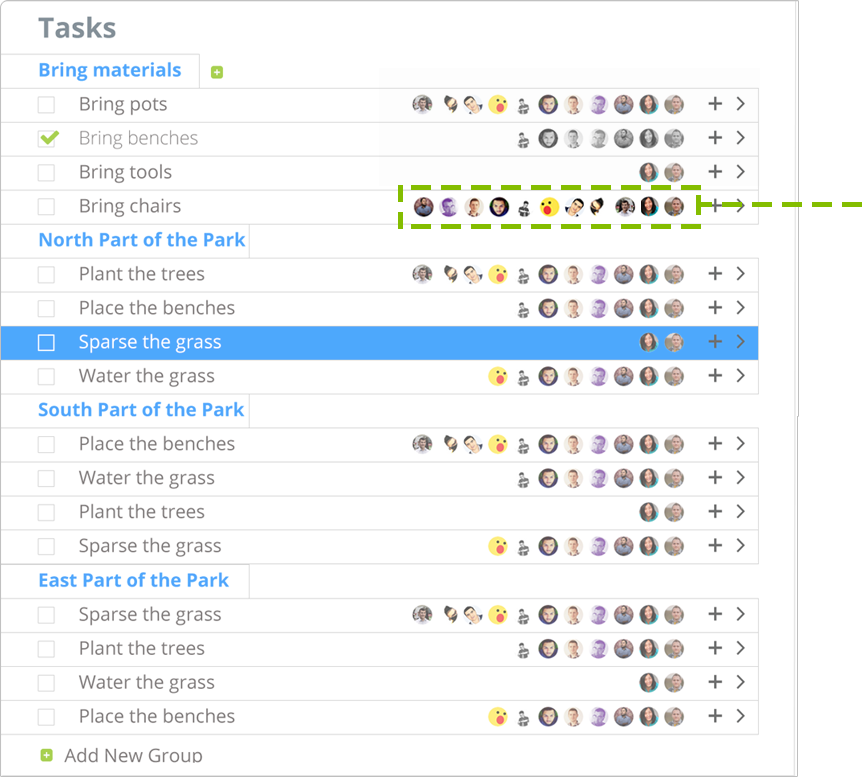 Tasks
Bring materials
Bring pots
Bring benches
Bring tools
Bring chairs
North Part of the Park
Plant the trees
Place the benches
Sparse the grass
Water the grass
South Part of the Park
Place the benches
Water the grass
Plant the trees
Sparse the grass
East Part of the Park
Sparse the grass
Plant the trees
Water the grass
Place the benches
Add New Group